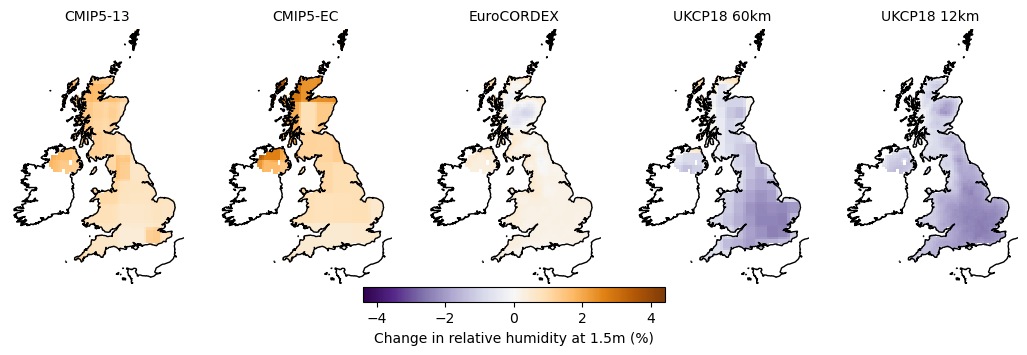 CMIP5-13 CMIP5-EC EuroCORDEX UKCP18 60km UKCP18 12km
−4 −2 0 2 4
Change in relative humidity at 1.5m (%)